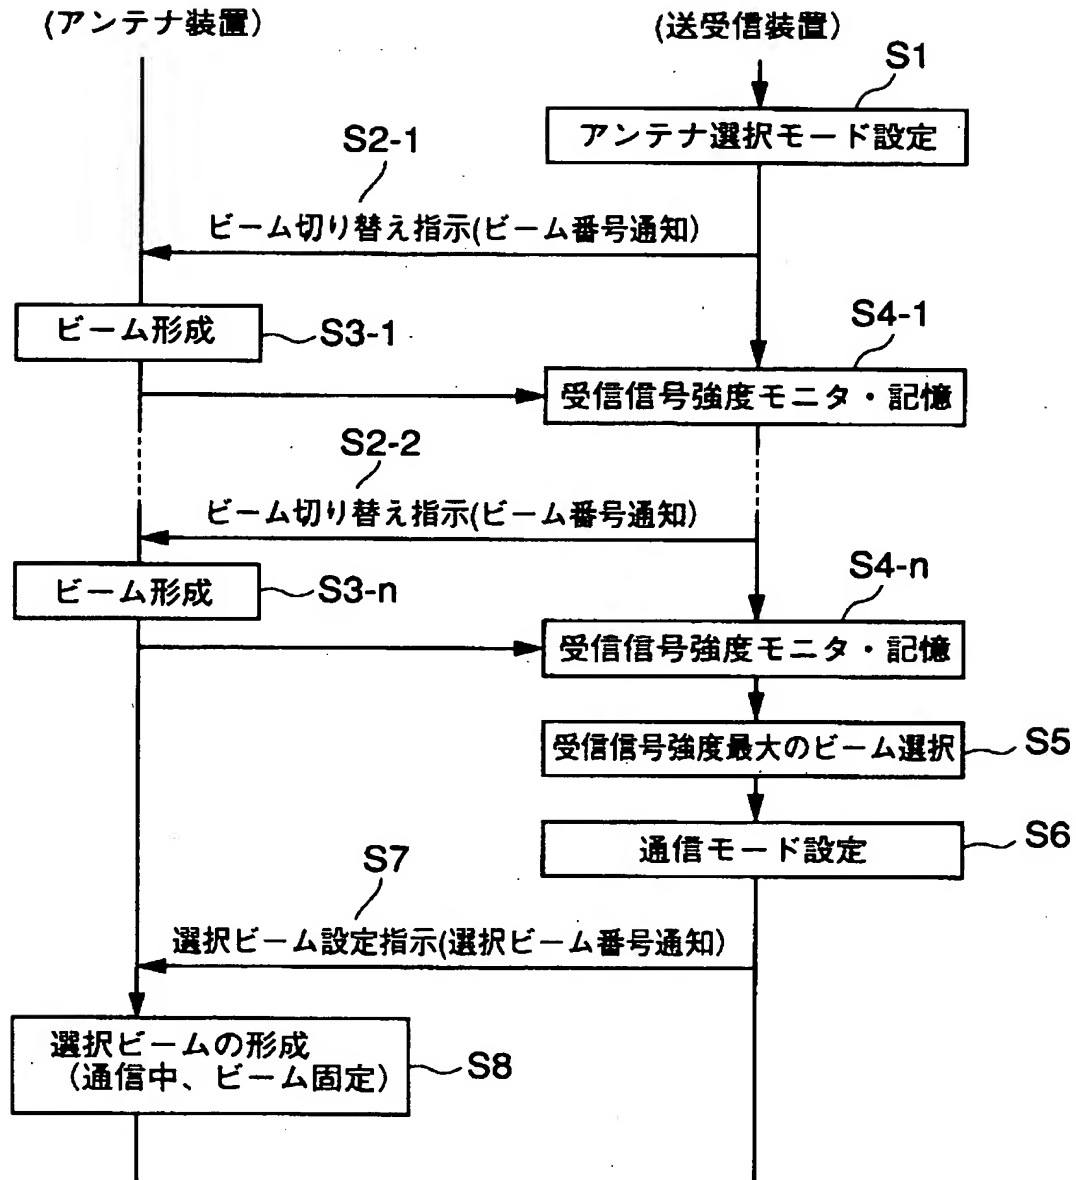 (アンテナ装置)
(送受信装置)
S1
アンテナ選択モード設定
S2-1
ビーム切り替え指示(ビーム番号通知)
ビーム形成
S3-1
S4-1
受信信号強度モニタ・記憶
S2-2
ビーム切り替え指示(ビーム番号通知)
ビーム形成
S3-n
S4-n
受信信号強度モニタ・記憶
受信信号強度最大のビーム選択
S5
通信モード設定
S6
S7
選択ビーム設定指示(選択ビーム番号通知)
選択ビームの形成
(通信中、ビーム固定)
S8